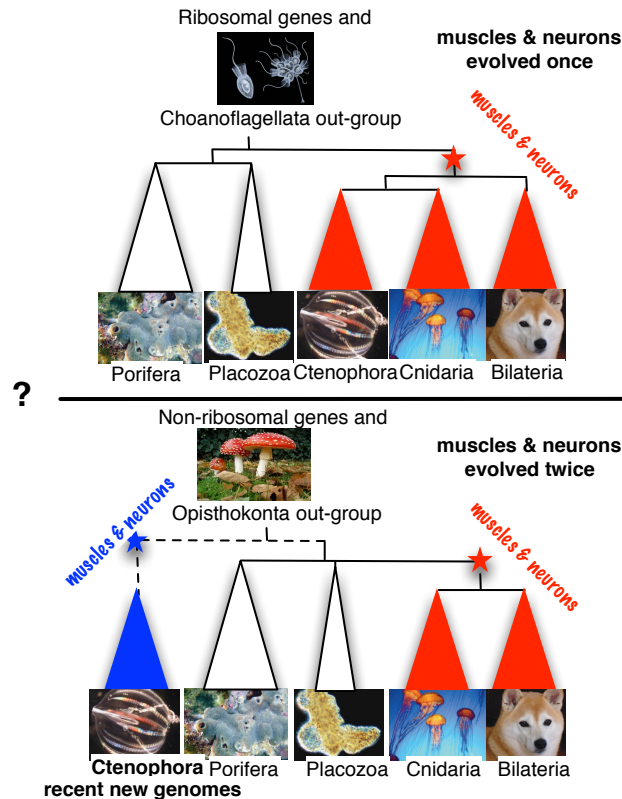 Ribosomal genes and
muscles & neurons
evolved once
Choanoflagellata out-group
muscles & neurons
Porifera Placozoa Ctenophora Cnidaria Bilateria
?
Non-ribosomal genes and
muscles & neurons
evolved twice
Opisthokonta out-group
muscles & neurons
muscles & neurons
Ctenophora Porifera Placozoa Cnidaria Bilateria
recent new genomes